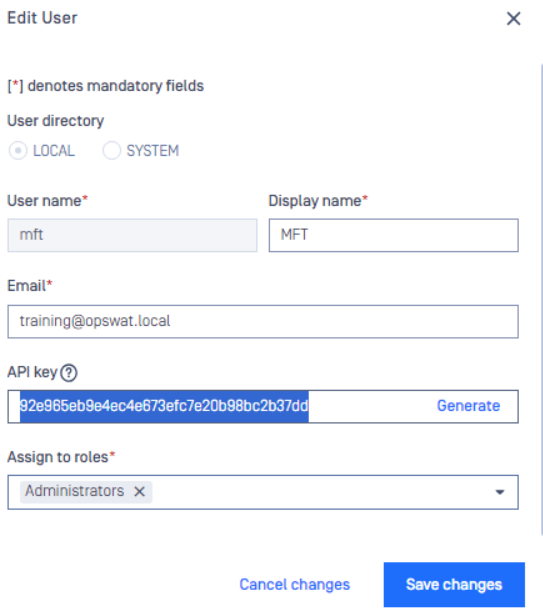 Edit User
[*] denotes mandatory fields
User directory
LOCAL SYSTEM
User name* Display name*
mft MFT
Email*
training@opswat.local
API key
92e965eb9e4ec4e673efc7e20b98bc2b37dd Generate
Assign to roles*
Administrators
Cancel changes Save changes